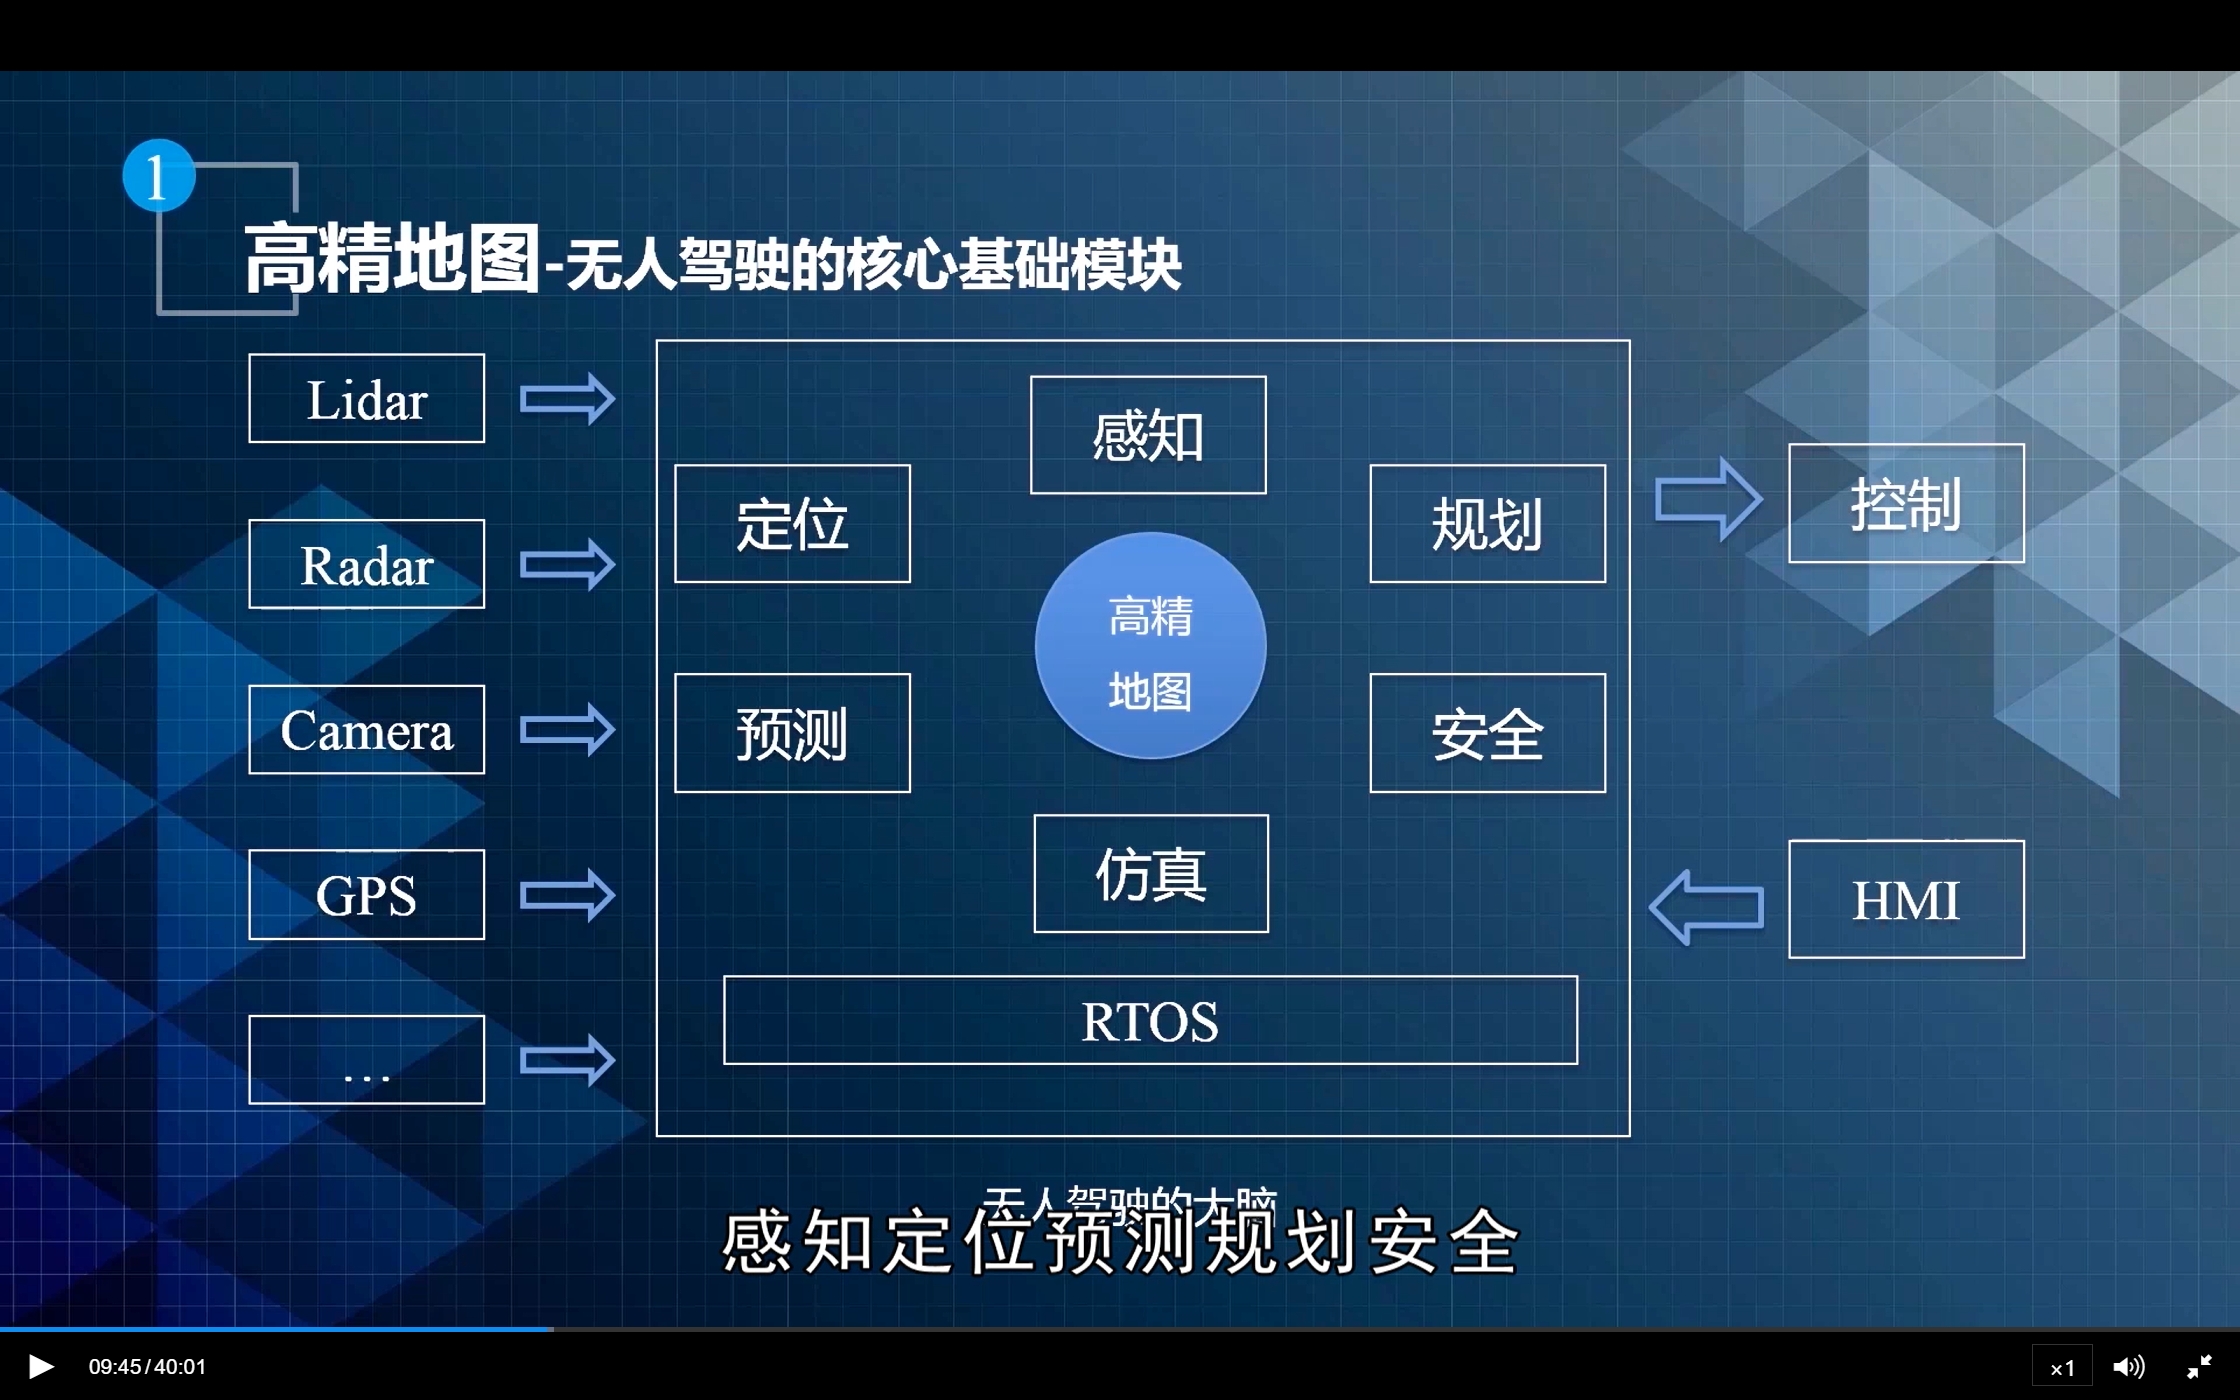 1
高精地图-无人驾驶的核心基础模块
Lidar
Radar
Camera
GPS
...
感知
定位
规划
高精
地图
预测
安全
仿真
RTOS
控制
HMI
无人驾驶的大脑
感知定位预测规划安全
09:45/40:01
×1